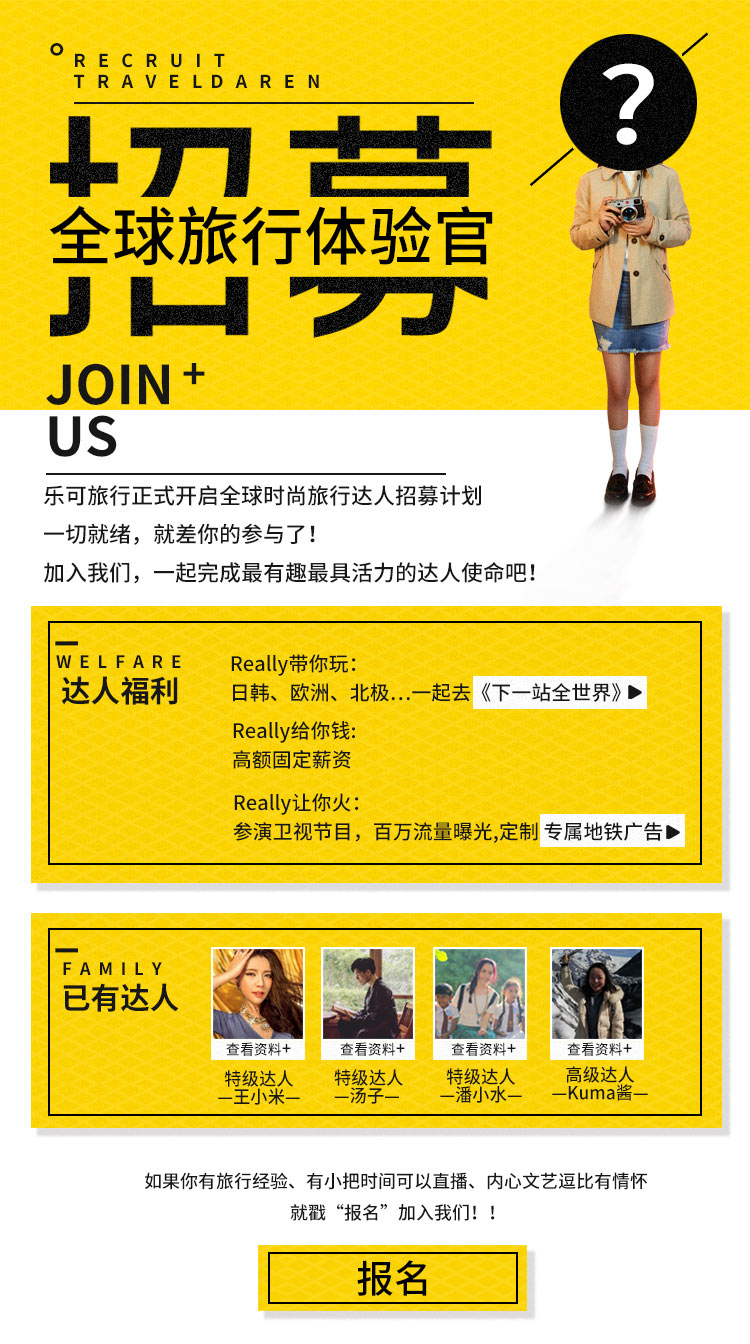 RECRUIT
TRAVELDAREN
招募
全球旅行体验官
?
JOIN+
US
乐可旅行正式开启全球时尚旅行达人招募计划
一切就绪，就差你的参与了！
加入我们，一起完成最有趣最具活力的达人使命吧！
WELFARE
达人福利
Really带你玩：
日韩、欧洲、北极…一起去《下一站全世界》▶
Really给你钱:
高额固定薪资
Really让你火：
参演卫视节目，百万流量曝光,定制 专属地铁广告▶
FAMILY
已有达人
查看资料+ 查看资料+ 查看资料+ 查看资料+
特级达人 特级达人 特级达人 高级达人
—王小米— —汤子— —潘小水— —Kuma酱—
如果你有旅行经验、有小把时间可以直播、内心文艺逗比有情怀
就戳“报名”加入我们！！
报名